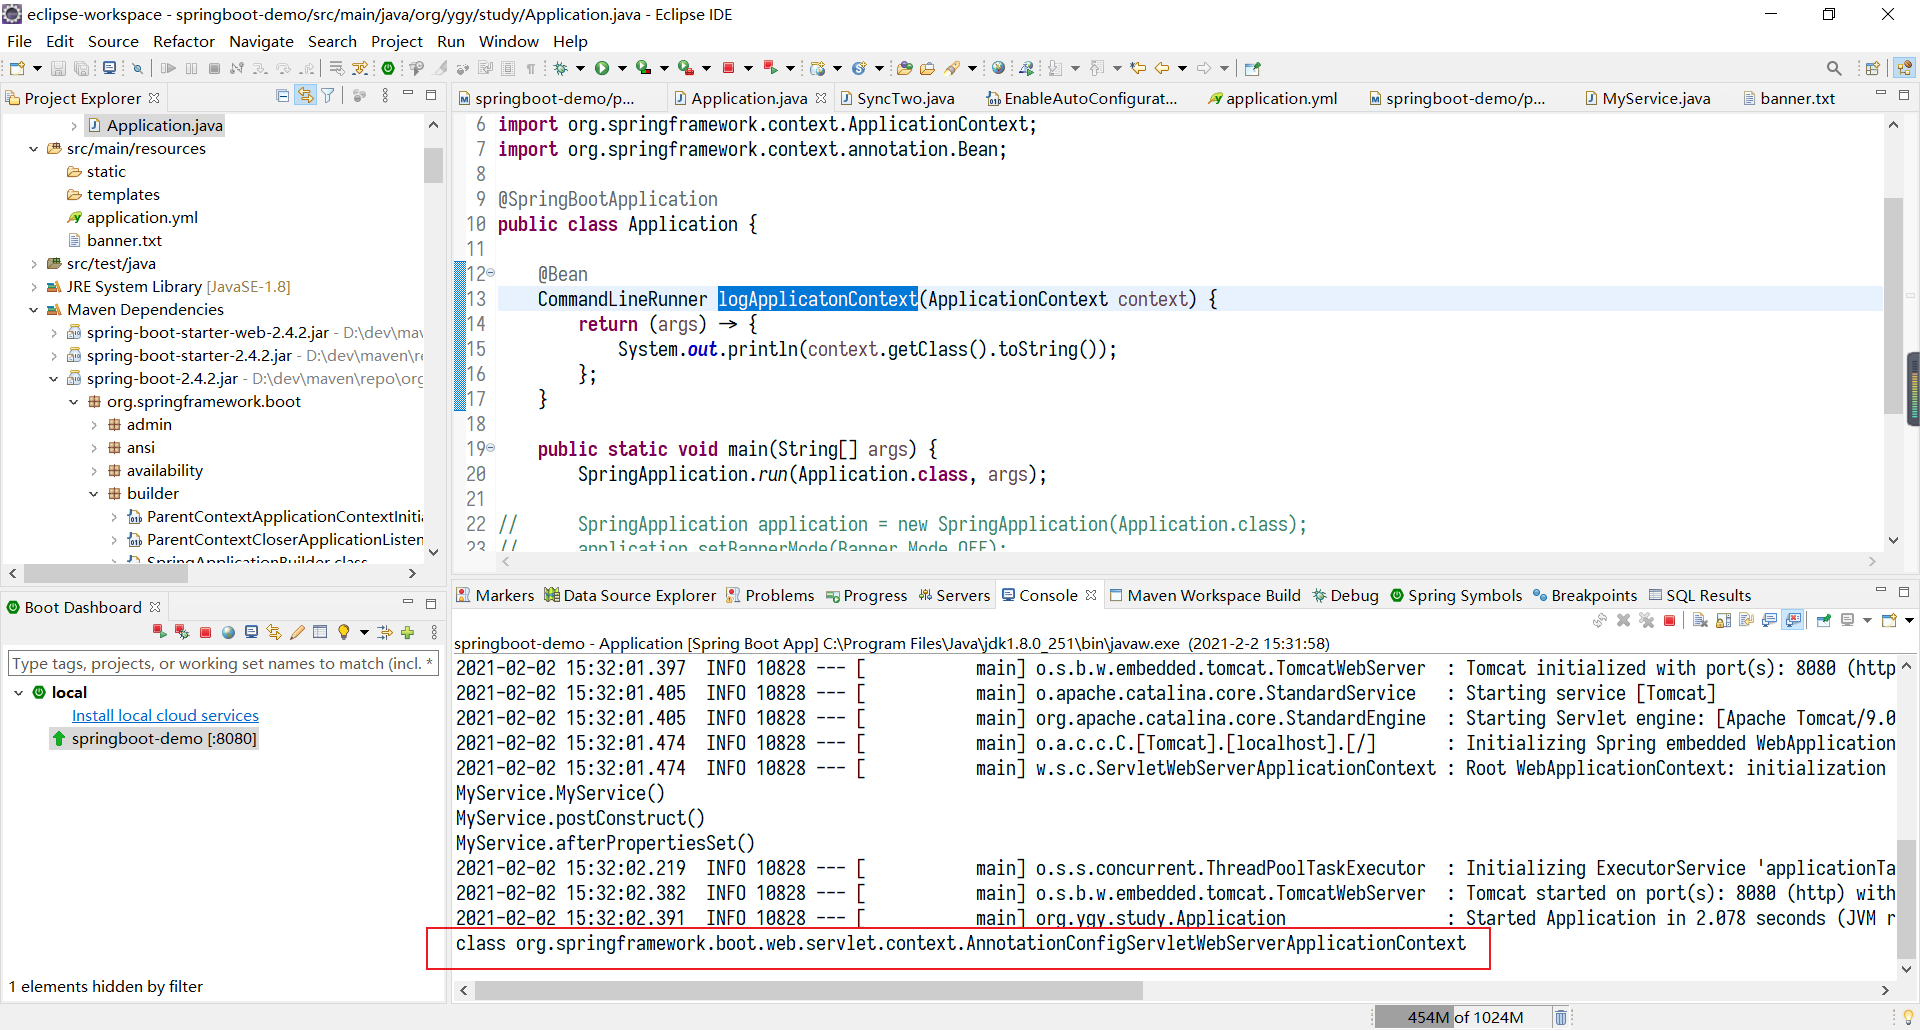 eclipse-workspace - springboot-demo/src/main/java/org/ygy/study/Application.java - Eclipse IDE
File Edit Source Refactor Navigate Search Project Run Window Help
Project Explorer
Application.java
src/main/resources
static
templates
application.yml
banner.txt
src/test/java
JRE System Library [JavaSE-1.8]
Maven Dependencies
spring-boot-starter-web-2.4.2.jar - D:\dev\mav
spring-boot-starter-2.4.2.jar - D:\dev\maven\re
spring-boot-2.4.2.jar - D:\dev\maven\repo\org
org.springframework.boot
admin
ansi
availability
builder
ParentContextApplicationContextInitia
ParentContextCloserApplicationListen
SpringApplicationBuilder.class
springboot-demo/p... Application.java SyncTwo.java EnableAutoConfigurat... application.yml springboot-demo/p... MyService.java banner.txt
6 import org.springframework.context.ApplicationContext;
7 import org.springframework.context.annotation.Bean;
8
9 @SpringBootApplication
10 public class Application {
11
12 @Bean
13 CommandLineRunner logApplicatonContext(ApplicationContext context) {
14 return (args) -> {
15 System.out.println(context.getClass().toString());
16 };
17 }
18
19 public static void main(String[] args) {
20 SpringApplication.run(Application.class, args);
21
22 // SpringApplication application = new SpringApplication(Application.class);
23 // application.setBannerMode(Banner.Mode.OFF);
Boot Dashboard
Type tags, projects, or working set names to match (incl. *
local
Install local cloud services
springboot-demo [:8080]
1 elements hidden by filter
Markers Data Source Explorer Problems Progress Servers Console Maven Workspace Build Debug Spring Symbols Breakpoints SQL Results
springboot-demo - Application [Spring Boot App] C:\Program Files\Java\jdk1.8.0_251\bin\javaw.exe (2021-2-2 15:31:58)
2021-02-02 15:32:01.397 INFO 10828 --- [ main] o.s.b.w.embedded.tomcat.TomcatWebServer : Tomcat initialized with port(s): 8080 (http
2021-02-02 15:32:01.405 INFO 10828 --- [ main] o.apache.catalina.core.StandardService : Starting service [Tomcat]
2021-02-02 15:32:01.405 INFO 10828 --- [ main] org.apache.catalina.core.StandardEngine : Starting Servlet engine: [Apache Tomcat/9.0
2021-02-02 15:32:01.474 INFO 10828 --- [ main] o.a.c.c.C.[Tomcat].[localhost].[/] : Initializing Spring embedded WebApplication
2021-02-02 15:32:01.474 INFO 10828 --- [ main] w.s.c.ServletWebServerApplicationContext : Root WebApplicationContext: initialization
MyService.MyService()
MyService.postConstruct()
MyService.afterPropertiesSet()
2021-02-02 15:32:02.219 INFO 10828 --- [ main] o.s.s.concurrent.ThreadPoolTaskExecutor : Initializing ExecutorService 'applicationTa
2021-02-02 15:32:02.382 INFO 10828 --- [ main] o.s.b.w.embedded.tomcat.TomcatWebServer : Tomcat started on port(s): 8080 (http) with
2021-02-02 15:32:02.391 INFO 10828 --- [ main] org.ygy.study.Application : Started Application in 2.078 seconds (JVM r
class org.springframework.boot.web.servlet.context.AnnotationConfigServletWebServerApplicationContext
454M of 1024M